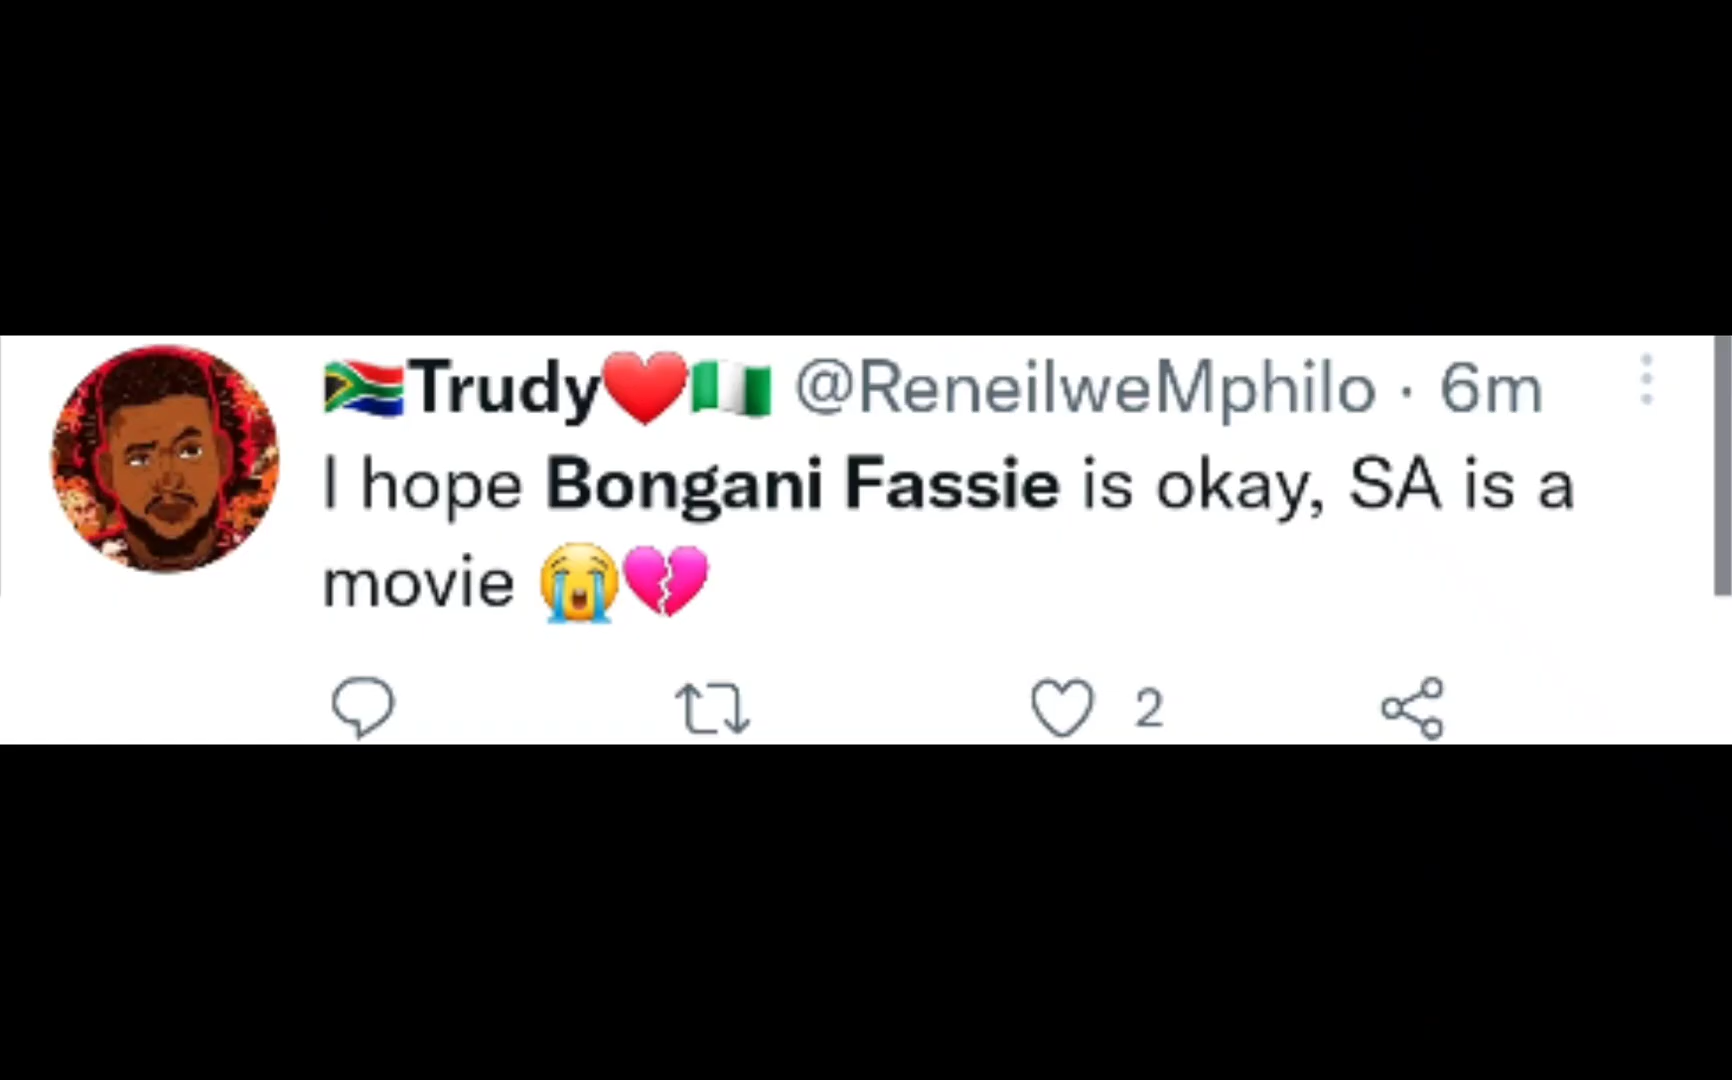 🇿🇦Trudy❤️🇳🇬 @ReneilweMphilo · 6m
I hope Bongani Fassie is okay, SA is a
movie 😭💔
2